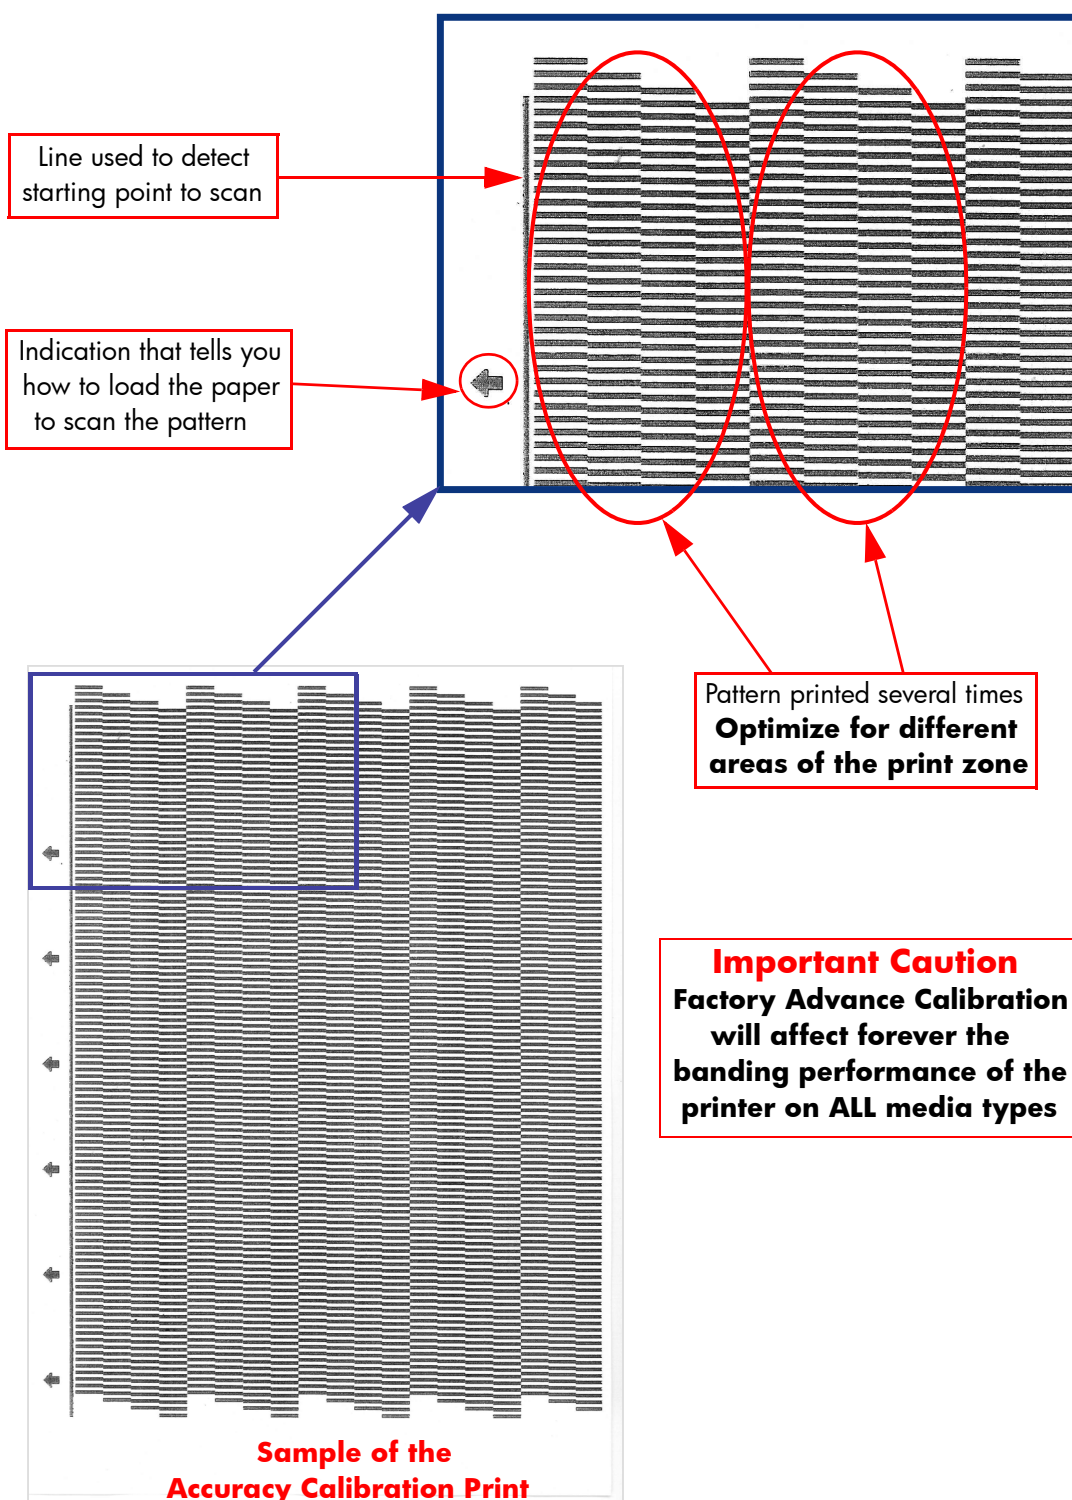 Line used to detect
starting point to scan
Indication that tells you
how to load the paper
to scan the pattern
Pattern printed several times
Optimize for different
areas of the print zone
Important Caution
Factory Advance Calibration
will affect forever the
banding performance of the
printer on ALL media types
Sample of the
Accuracy Calibration Print